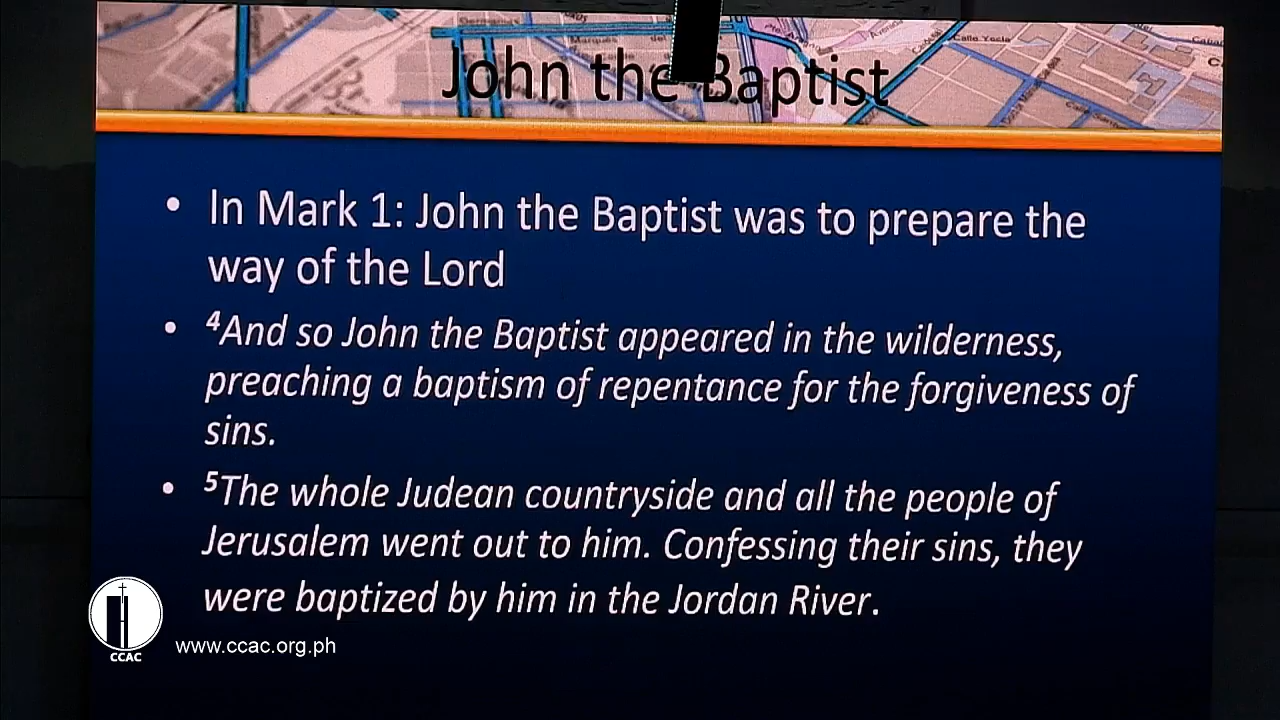 John the Baptist
• In Mark 1: John the Baptist was to prepare the
way of the Lord
• ⁴And so John the Baptist appeared in the wilderness,
preaching a baptism of repentance for the forgiveness of
sins.
• ⁵The whole Judean countryside and all the people of
Jerusalem went out to him. Confessing their sins, they
were baptized by him in the Jordan River.
CCAC
www.ccac.org.ph
Calle Yecla